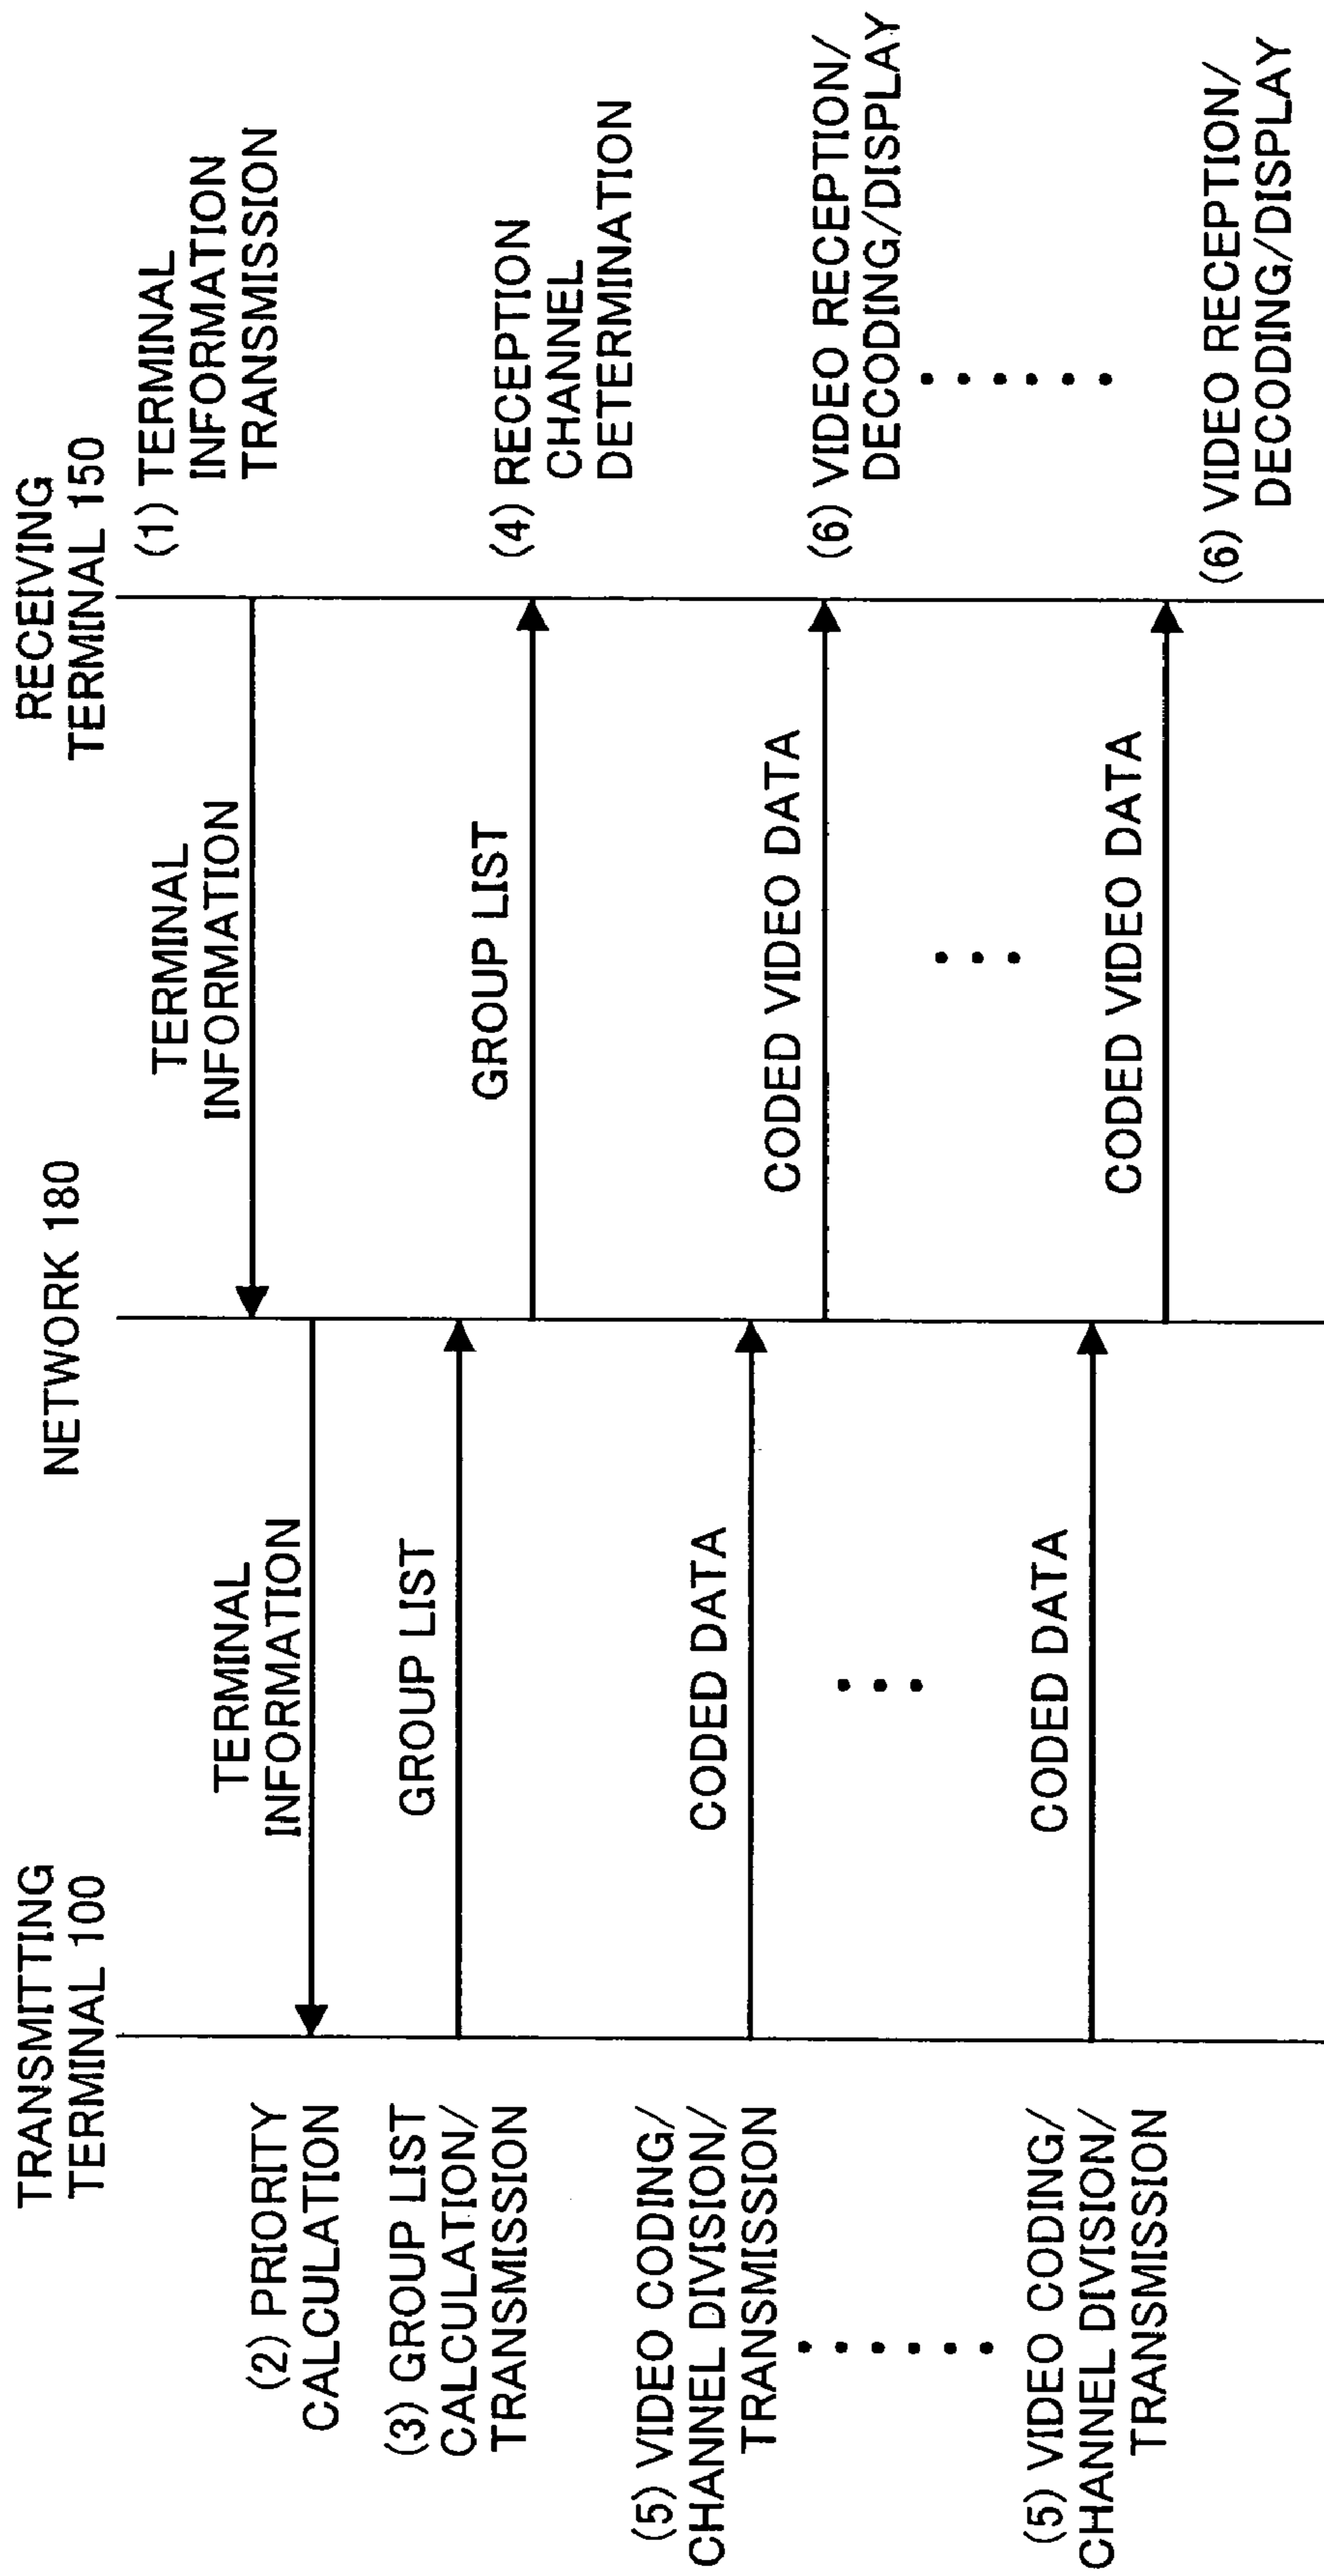 TRANSMITTING
TERMINAL 100
NETWORK 180
RECEIVING
TERMINAL 150
(1) TERMINAL
INFORMATION
TRANSMISSION
TERMINAL
INFORMATION
TERMINAL
INFORMATION
(2) PRIORITY
CALCULATION
(3) GROUP LIST
CALCULATION/
TRANSMISSION
GROUP LIST
GROUP LIST
(4) RECEPTION
CHANNEL
DETERMINATION
(5) VIDEO CODING/
CHANNEL DIVISION/
TRANSMISSION
CODED DATA
CODED VIDEO DATA
(6) VIDEO RECEPTION/
DECODING/DISPLAY
(5) VIDEO CODING/
CHANNEL DIVISION/
TRANSMISSION
CODED DATA
CODED VIDEO DATA
(6) VIDEO RECEPTION/
DECODING/DISPLAY